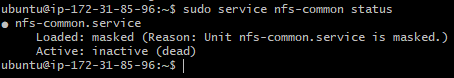 ubuntu@ip-172-31-85-96:~$ sudo service nfs-common status
● nfs-common.service
Loaded: masked (Reason: Unit nfs-common.service is masked.)
Active: inactive (dead)
ubuntu@ip-172-31-85-96:~$